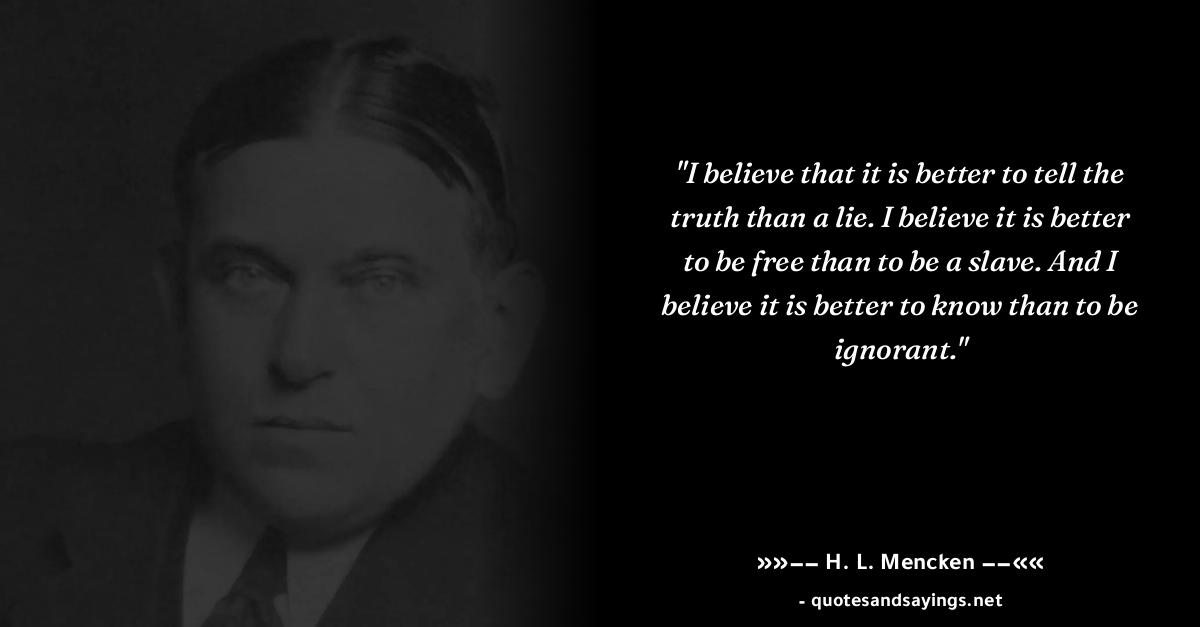 "I believe that it is better to tell the
truth than a lie. I believe it is better
to be free than to be a slave. And I
believe it is better to know than to be
ignorant."
»»−− H. L. Mencken −−««
- quotesandsayings.net